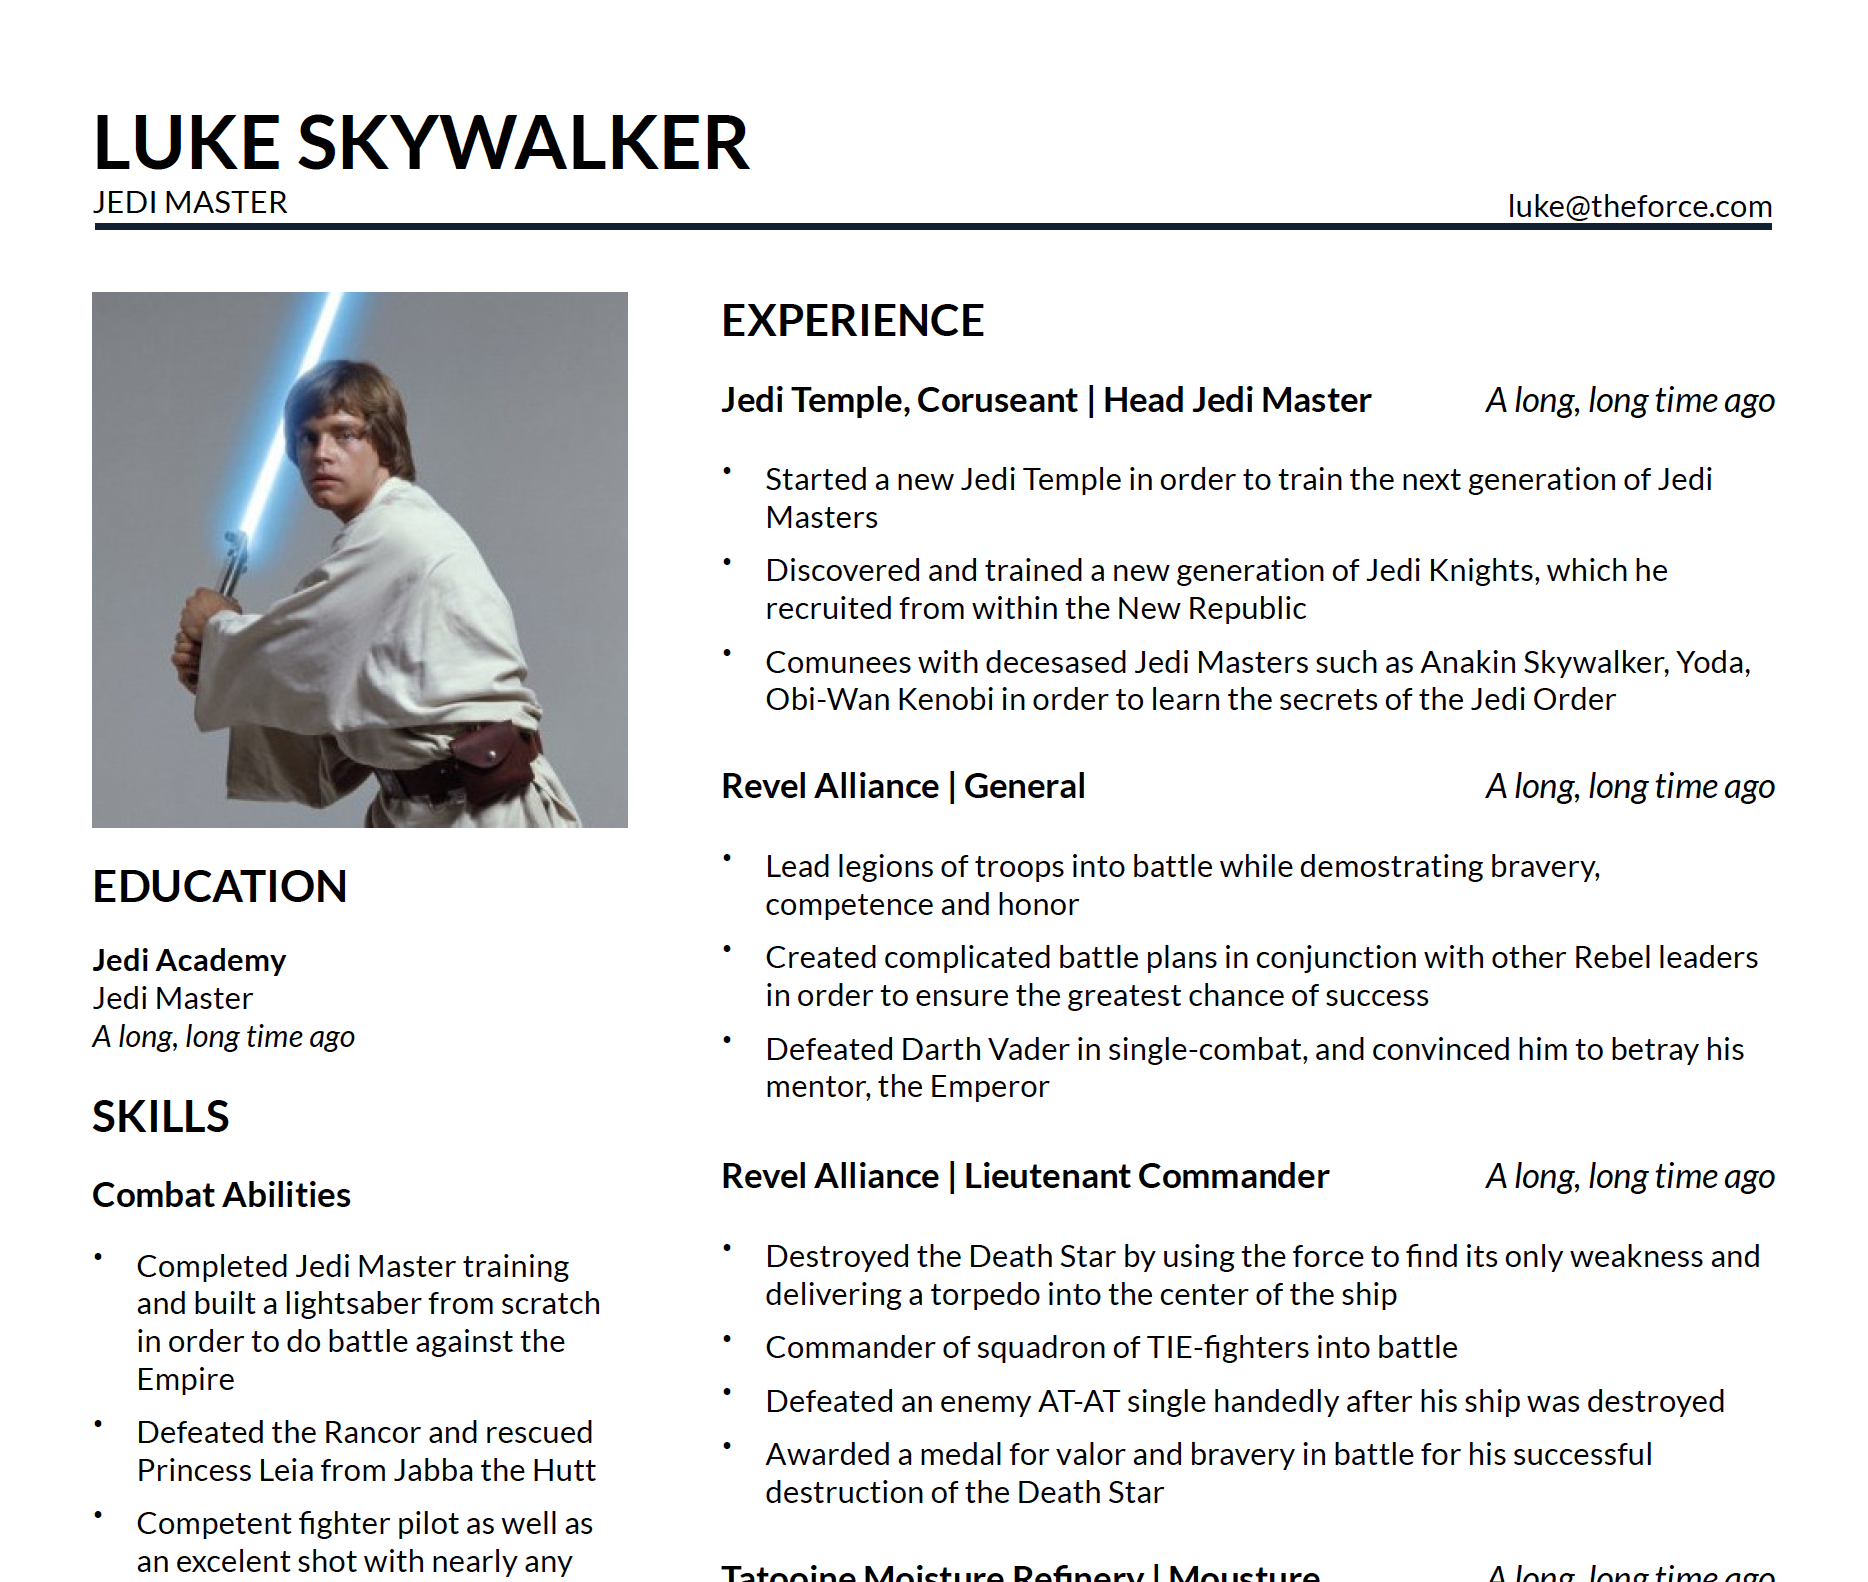 LUKE SKYWALKER
JEDI MASTER
luke@theforce.com
EDUCATION
Jedi Academy
Jedi Master
A long, long time ago
SKILLS
Combat Abilities
• Completed Jedi Master training
and built a lightsaber from scratch
in order to do battle against the
Empire
• Defeated the Rancor and rescued
Princess Leia from Jabba the Hutt
• Competent fighter pilot as well as
an excelent shot with nearly any
EXPERIENCE
Jedi Temple, Coruseant | Head Jedi Master A long, long time ago
• Started a new Jedi Temple in order to train the next generation of Jedi
Masters
• Discovered and trained a new generation of Jedi Knights, which he
recruited from within the New Republic
• Comunees with decesased Jedi Masters such as Anakin Skywalker, Yoda,
Obi-Wan Kenobi in order to learn the secrets of the Jedi Order
Revel Alliance | General A long, long time ago
• Lead legions of troops into battle while demostrating bravery,
competence and honor
• Created complicated battle plans in conjunction with other Rebel leaders
in order to ensure the greatest chance of success
• Defeated Darth Vader in single-combat, and convinced him to betray his
mentor, the Emperor
Revel Alliance | Lieutenant Commander A long, long time ago
• Destroyed the Death Star by using the force to find its only weakness and
delivering a torpedo into the center of the ship
• Commander of squadron of TIE-fighters into battle
• Defeated an enemy AT-AT single handedly after his ship was destroyed
• Awarded a medal for valor and bravery in battle for his successful
destruction of the Death Star
Tatooine Moisture Refinery | Mousture A long, long time ago